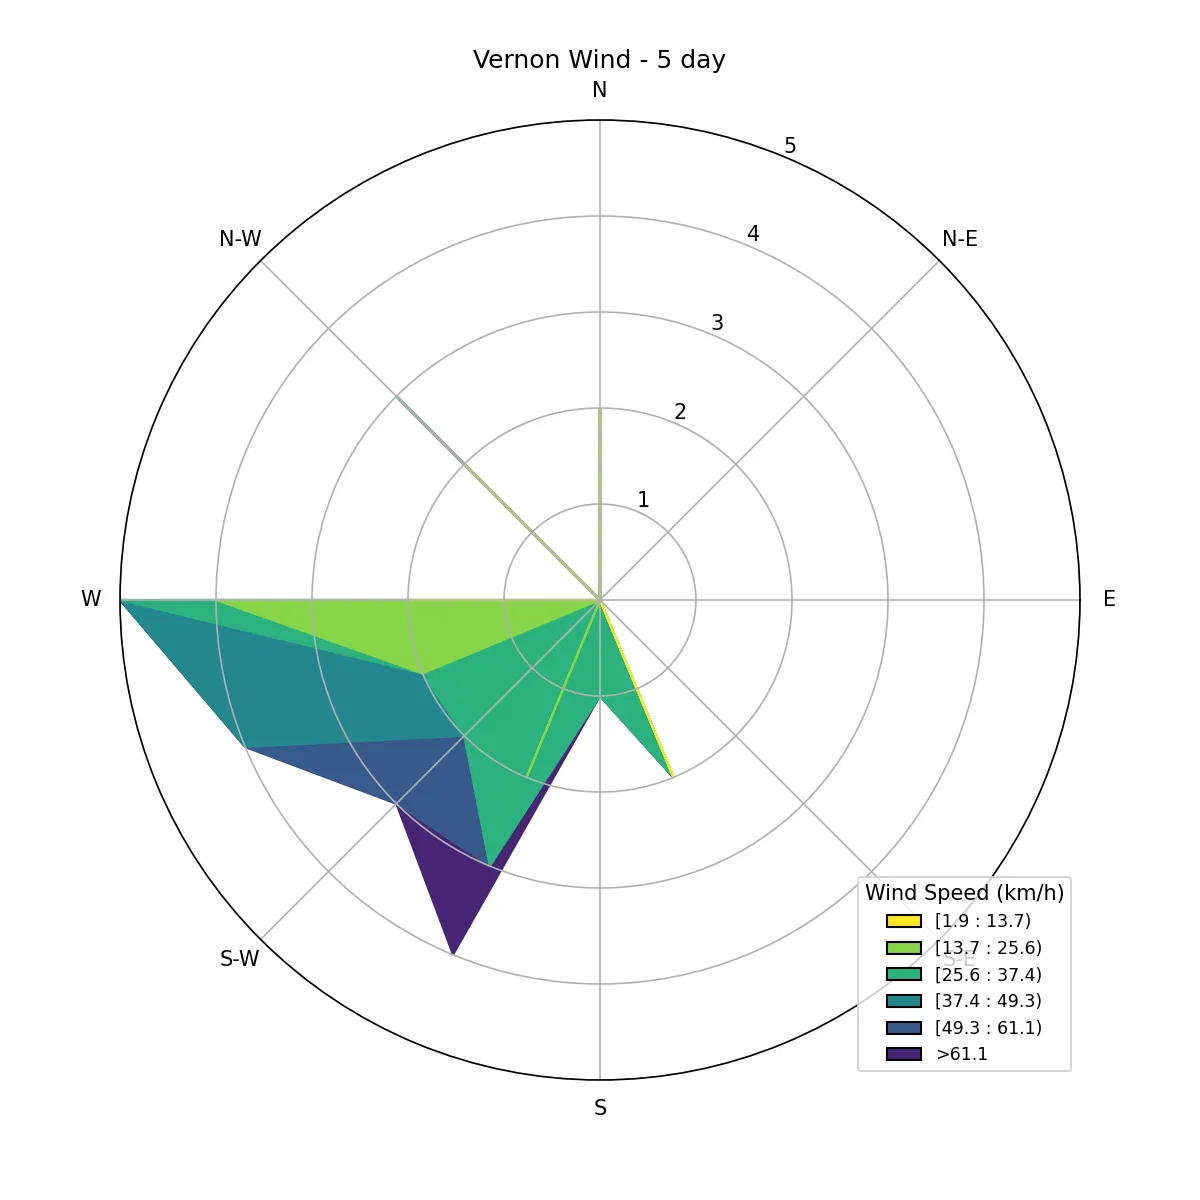 Vernon Wind - 5 day
N
5
N-W
N-E
4
3
2
1
W
E
Wind Speed (km/h)
[1.9 : 13.7)
[13.7 : 25.6)
S-W
S-E
[25.6 : 37.4)
[37.4 : 49.3)
[49.3 : 61.1)
>61.1
S